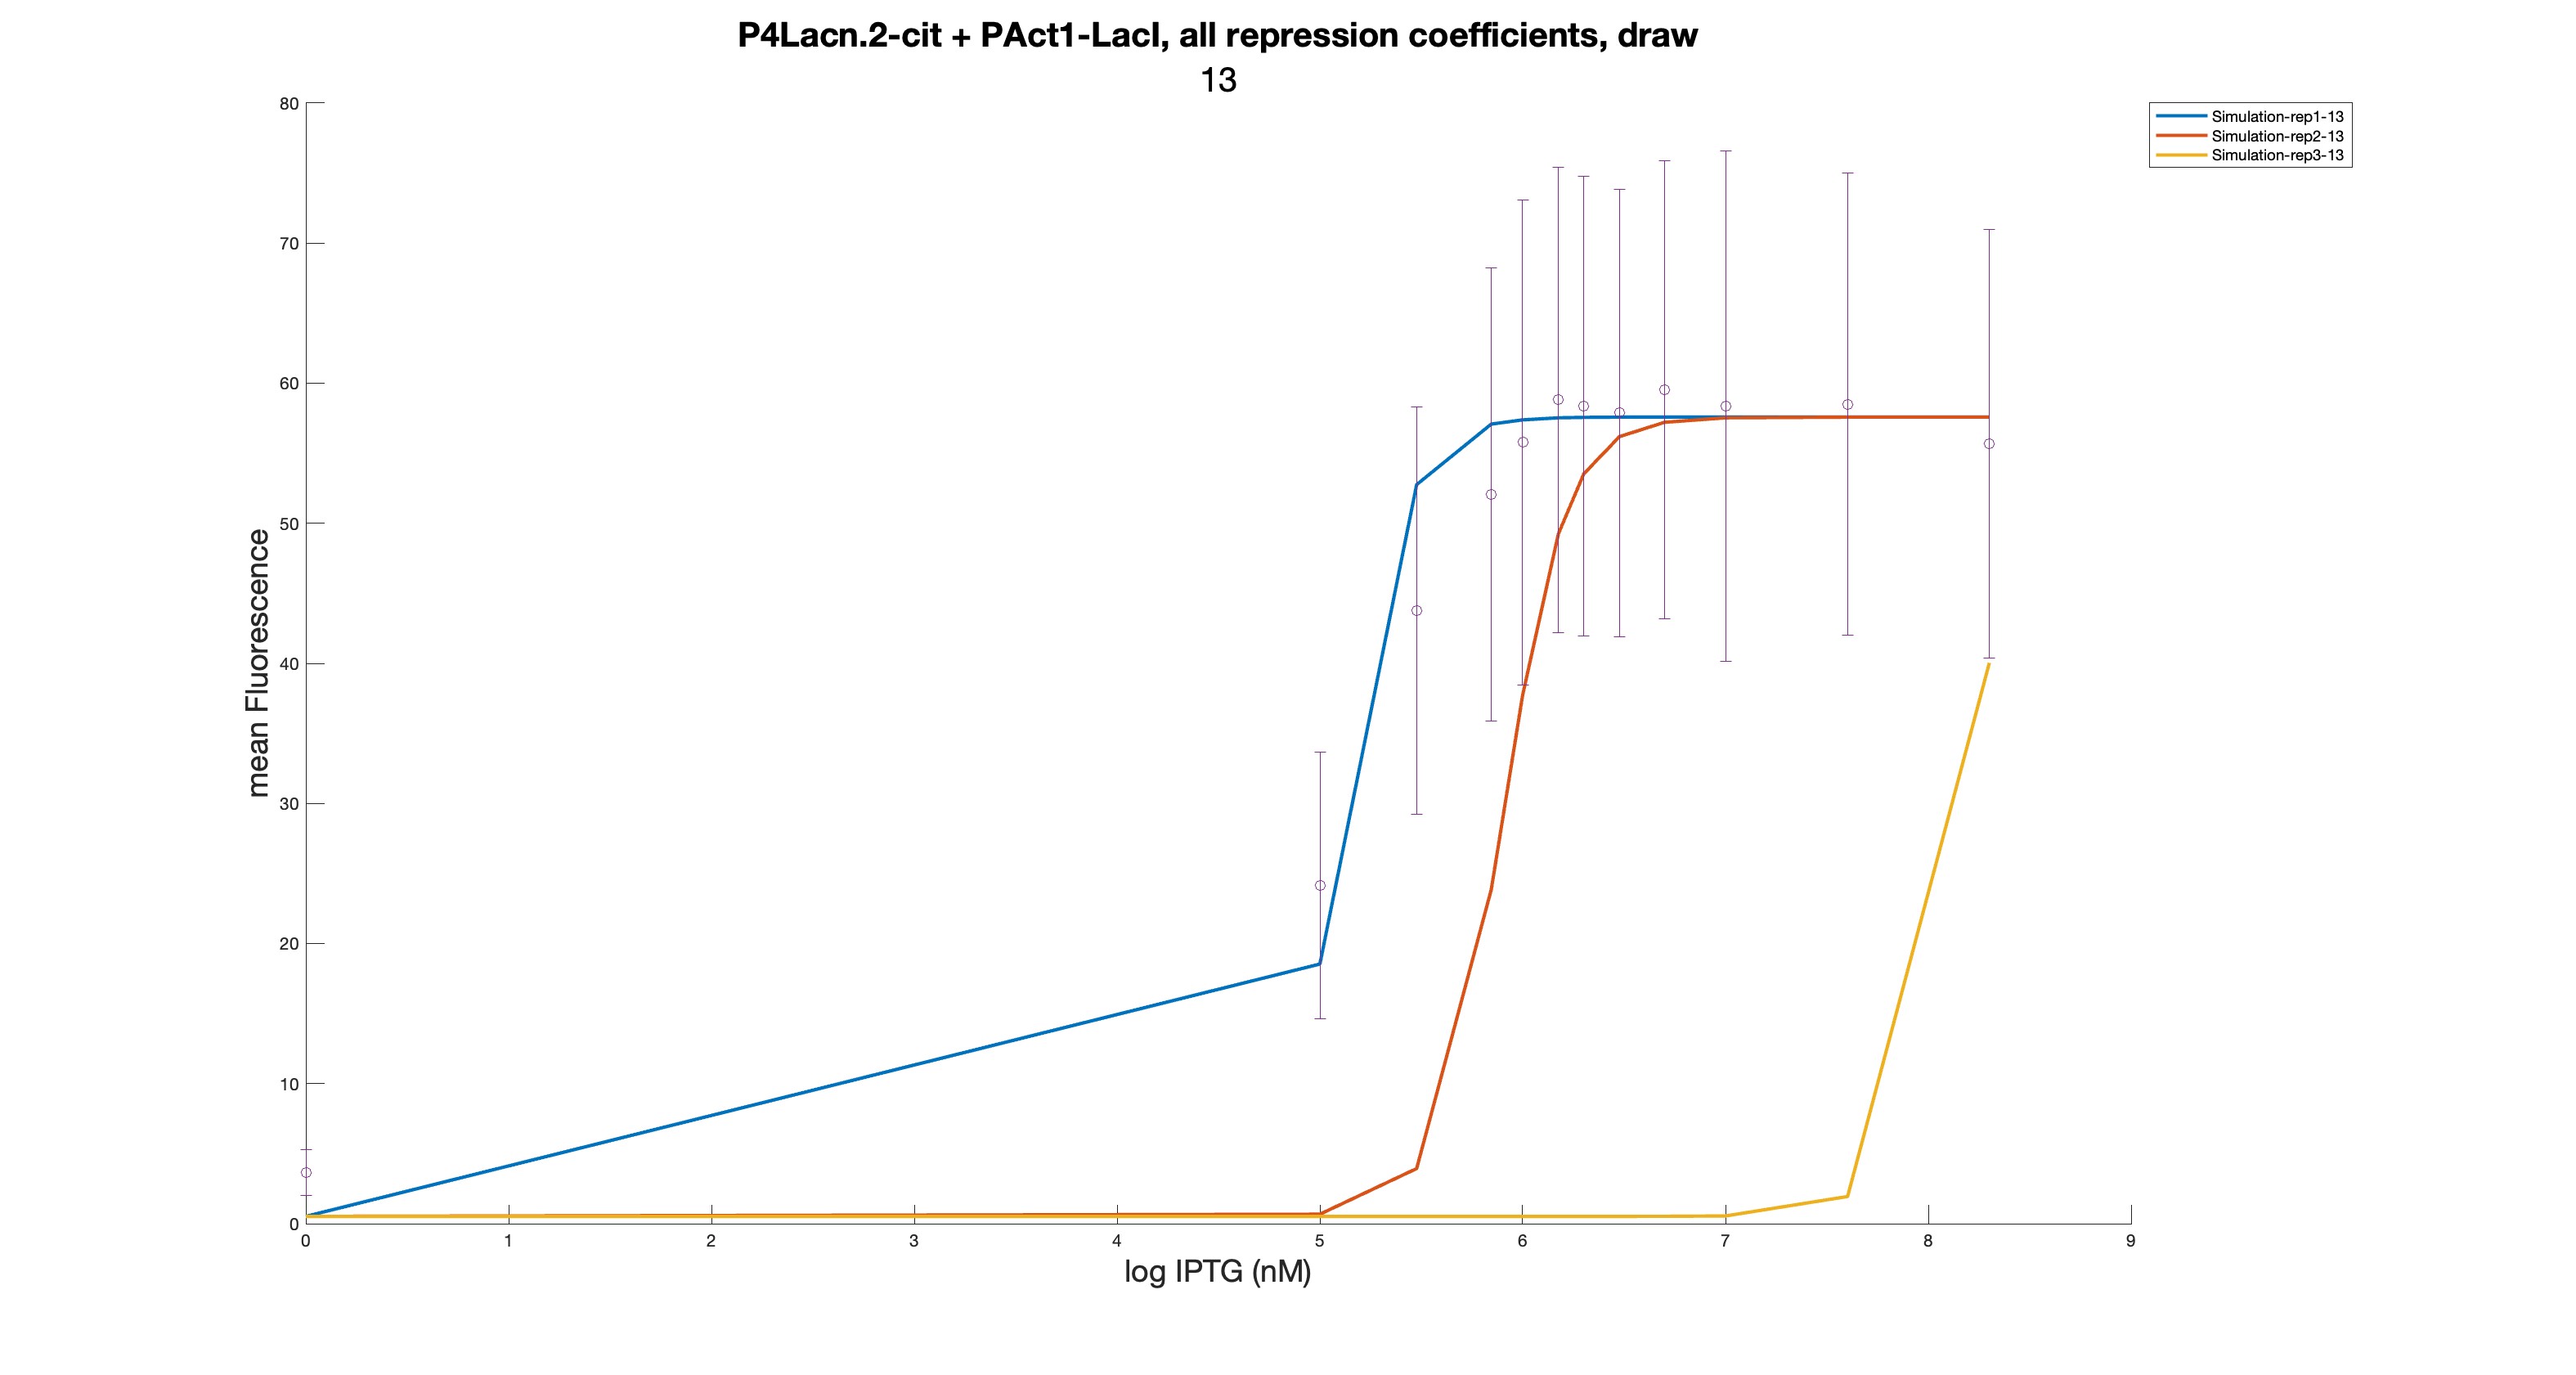 P4Lacn.2-cit + PAct1-LacI, all repression coefficients, draw
13
Simulation-rep1-13
Simulation-rep2-13
Simulation-rep3-13
80
70
60
50
40
30
20
10
0
mean Fluorescence
0 1 2 3 4 5 6 7 8 9
log IPTG (nM)